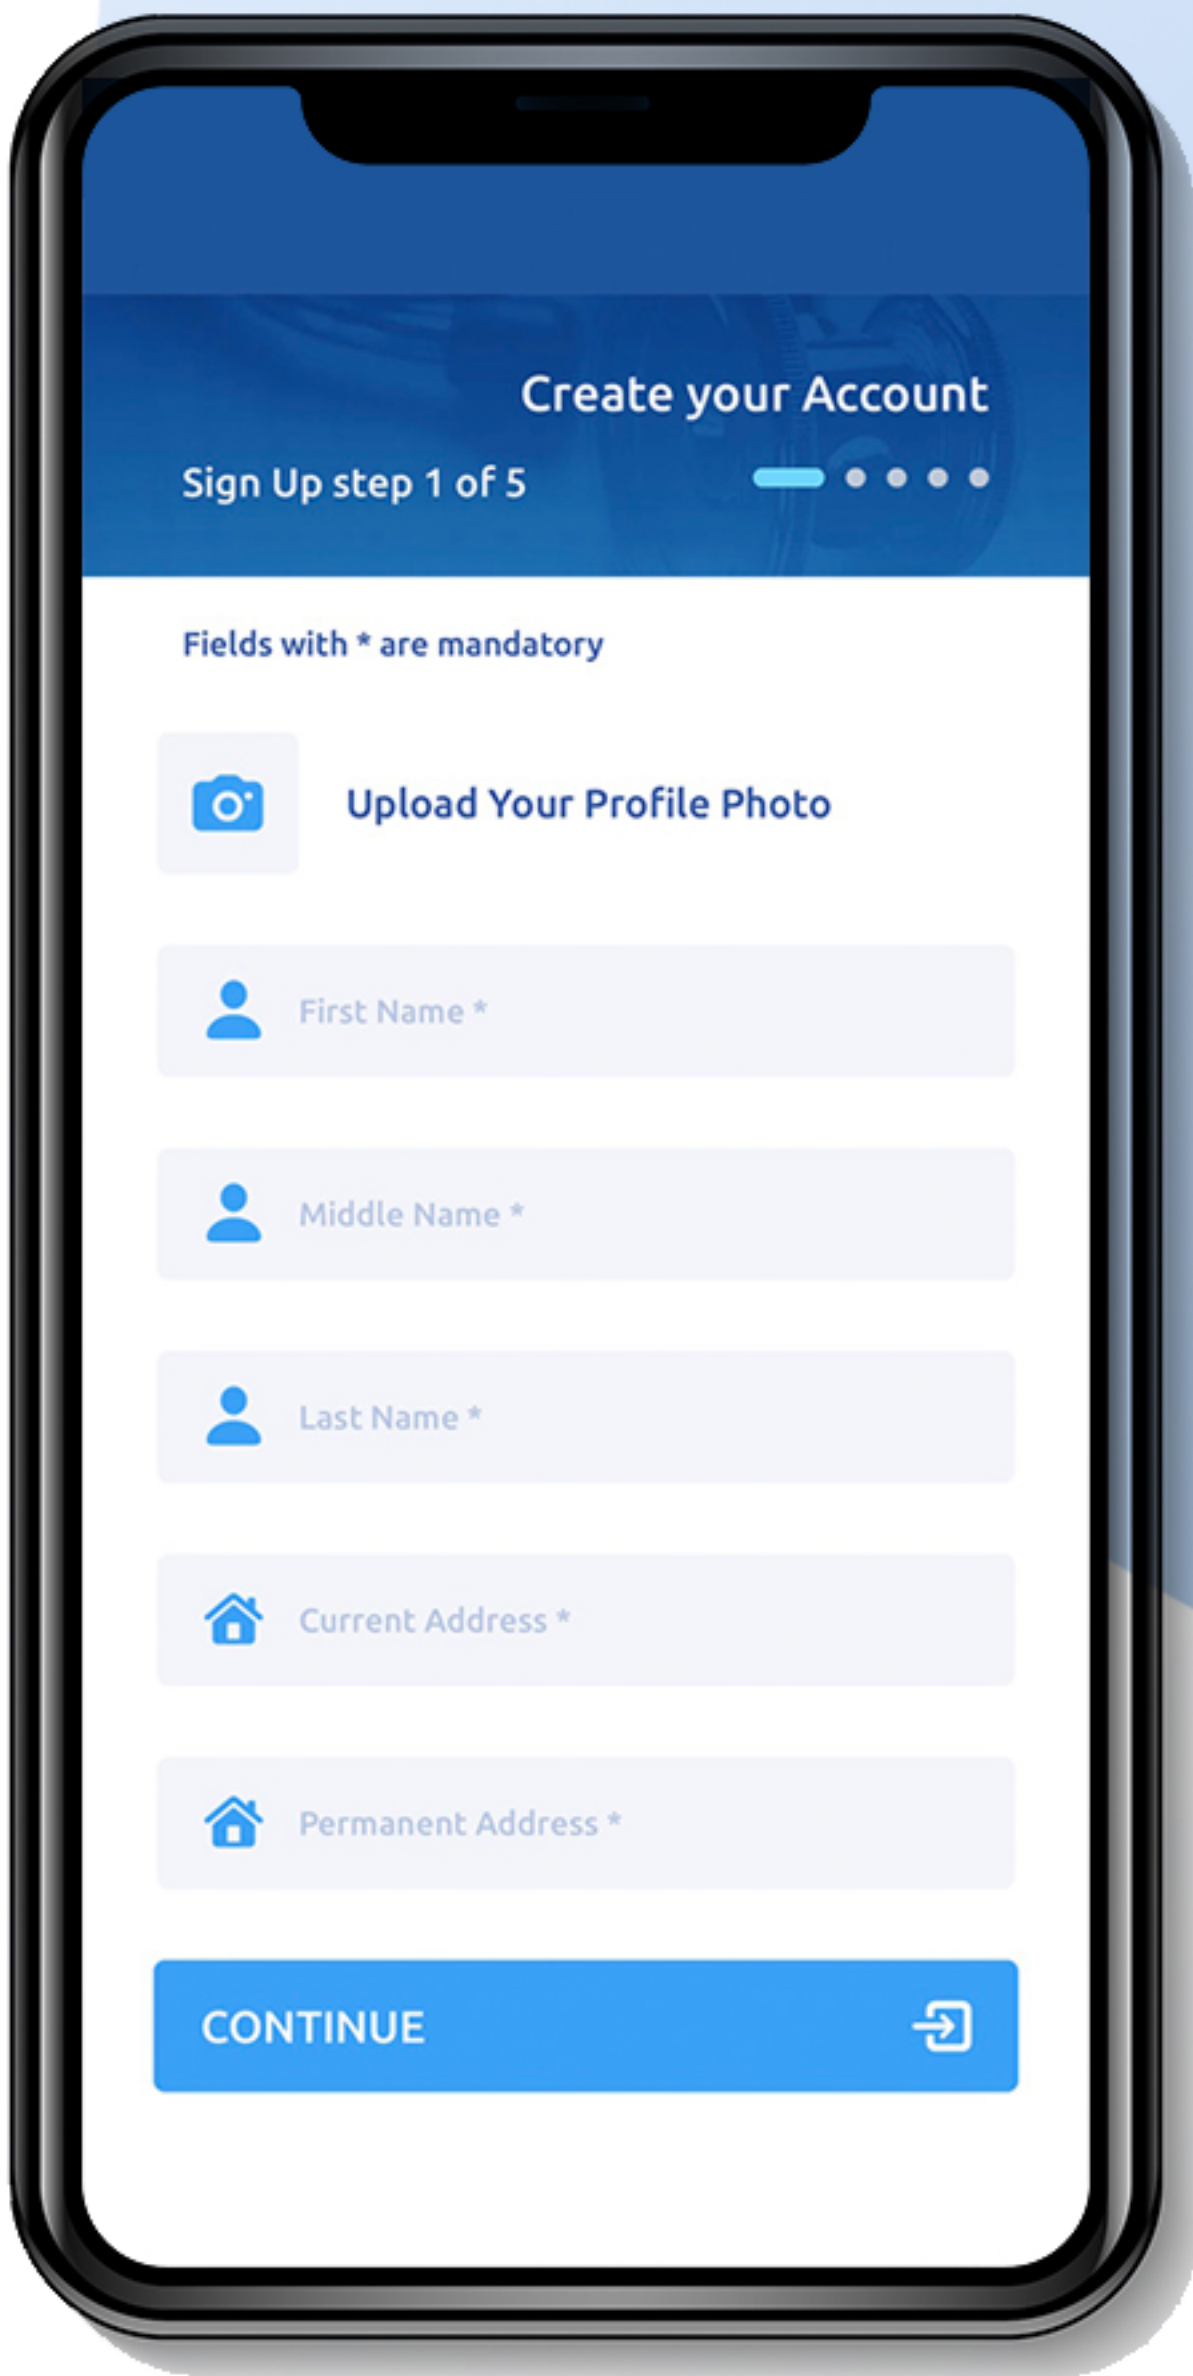 Create your Account
Sign Up step 1 of 5
Fields with * are mandatory
Upload Your Profile Photo
First Name *
Middle Name *
Last Name *
Current Address *
Permanent Address *
CONTINUE